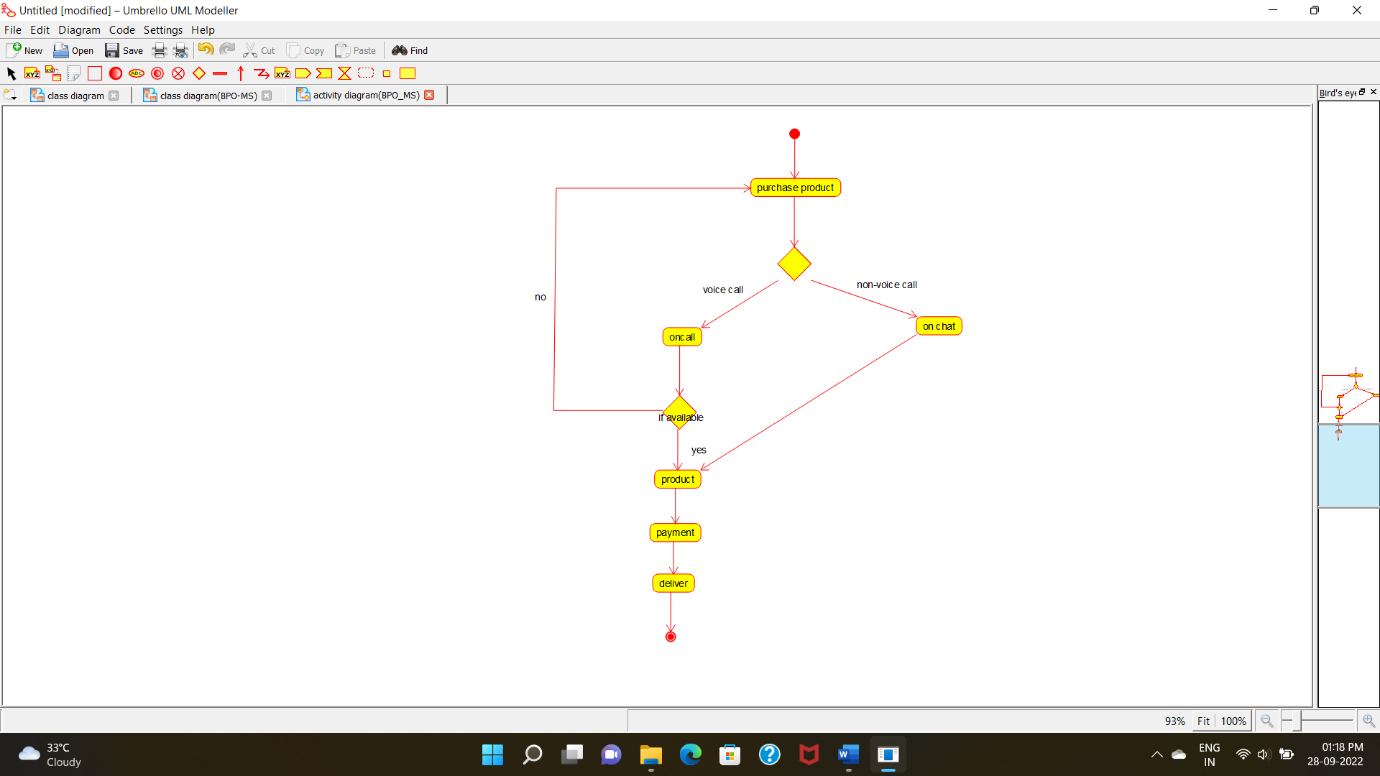 Untitled [modified] – Umbrello UML Modeller
File Edit Diagram Code Settings Help
New Open Save Cut Copy Paste Find
XYZ ABC XYZ
class diagram class diagram(BPO-MS) activity diagram(BPO_MS)
Bird's eye
purchase product
voice call
non-voice call
no
oncall
on chat
if available
yes
product
payment
deliver
93% Fit 100%
33°C
Cloudy
ENG
IN
01:18 PM
28-09-2022